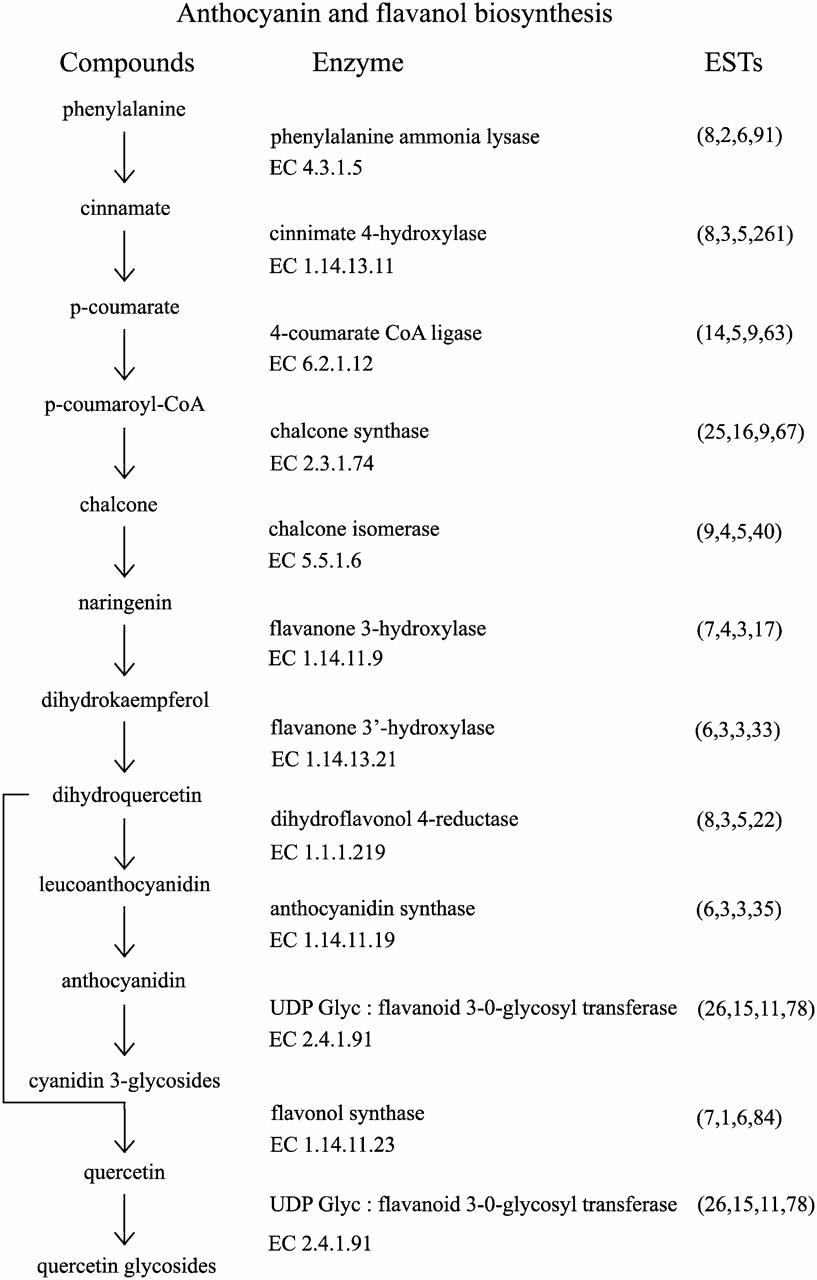 Anthocyanin and flavanol biosynthesis
Compounds Enzyme ESTs
phenylalanine
phenylalanine ammonia lysase (8,2,6,91)
EC 4.3.1.5
cinnamate
cinnimate 4-hydroxylase (8,3,5,261)
EC 1.14.13.11
p-coumarate
4-coumarate CoA ligase (14,5,9,63)
EC 6.2.1.12
p-coumaroyl-CoA
chalcone synthase (25,16,9,67)
EC 2.3.1.74
chalcone
chalcone isomerase (9,4,5,40)
EC 5.5.1.6
naringenin
flavanone 3-hydroxylase (7,4,3,17)
EC 1.14.11.9
dihydrokaempferol
flavanone 3’-hydroxylase (6,3,3,33)
EC 1.14.13.21
dihydroquercetin
dihydroflavonol 4-reductase (8,3,5,22)
EC 1.1.1.219
leucoanthocyanidin
anthocyanidin synthase (6,3,3,35)
EC 1.14.11.19
anthocyanidin
UDP Glyc : flavanoid 3-0-glycosyl transferase (26,15,11,78)
EC 2.4.1.91
cyanidin 3-glycosides
flavonol synthase (7,1,6,84)
EC 1.14.11.23
quercetin
UDP Glyc : flavanoid 3-0-glycosyl transferase (26,15,11,78)
EC 2.4.1.91
quercetin glycosides